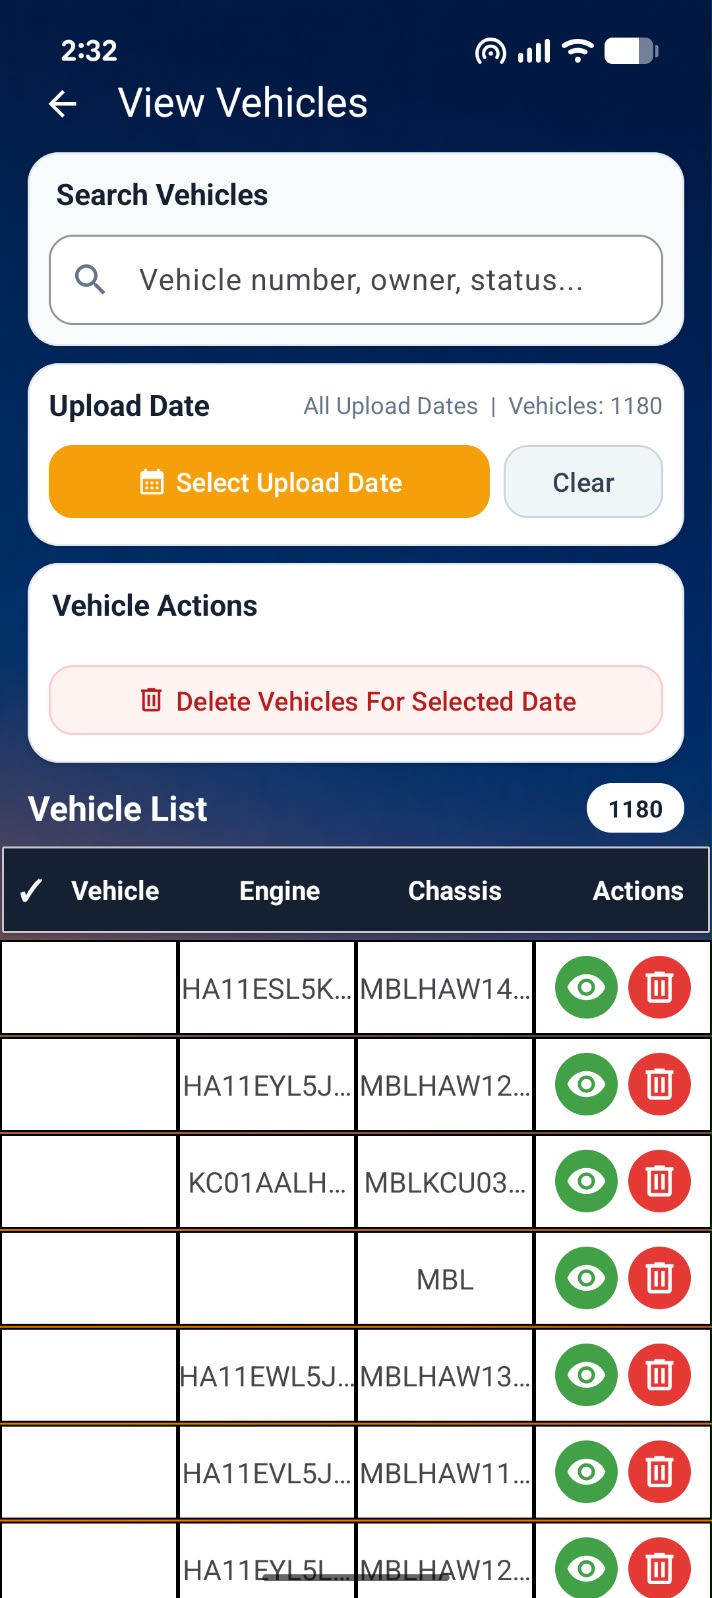 2:32
View Vehicles
Search Vehicles
Vehicle number, owner, status...
Upload Date All Upload Dates | Vehicles: 1180
Select Upload Date Clear
Vehicle Actions
Delete Vehicles For Selected Date
Vehicle List 1180
✓ Vehicle Engine Chassis Actions
HA11ESL5K... MBLHAW14...
HA11EYL5J... MBLHAW12...
KC01AALH... MBLKCU03...
MBL
HA11EWL5J... MBLHAW13...
HA11EVL5J... MBLHAW11...
HA11EYL5L... MBLHAW12...